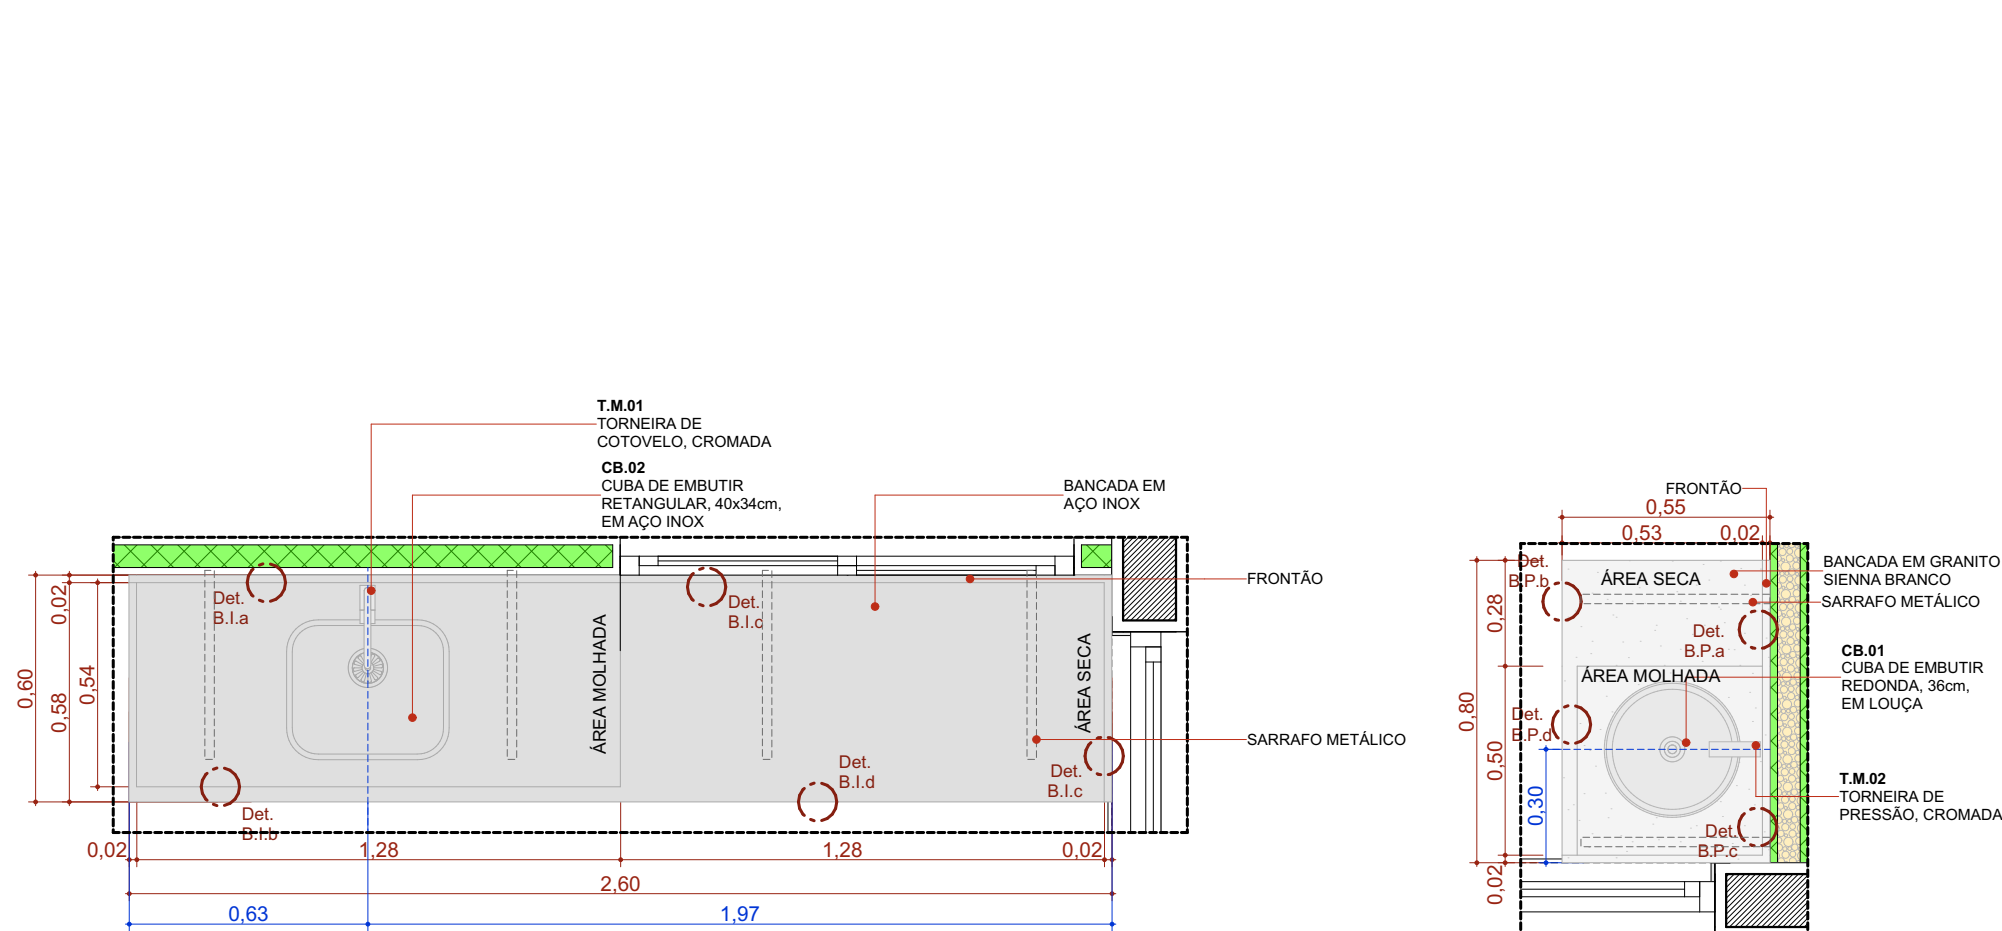 T.M.01
TORNEIRA DE
COTOVELO, CROMADA
CB.02
CUBA DE EMBUTIR
RETANGULAR, 40x34cm,
EM AÇO INOX
BANCADA EM
AÇO INOX
FRONTÃO
SARRAFO METÁLICO
Det.
B.I.a
Det.
B.I.c
ÁREA MOLHADA
ÁREA SECA
Det.
B.I.d
Det.
B.I.c
Det.
B.I.b
0,60
0,02
0,58
0,54
0,02
1,28
1,28
0,02
2,60
0,63
1,97
FRONTÃO
0,55
0,53
0,02
Det.
B.P.b
ÁREA SECA
BANCADA EM GRANITO
SIENNA BRANCO
SARRAFO METÁLICO
Det.
B.P.a
ÁREA MOLHADA
CB.01
CUBA DE EMBUTIR
REDONDA, 36cm,
EM LOUÇA
Det.
B.P.d
T.M.02
TORNEIRA DE
PRESSÃO, CROMADA
Det.
B.P.c
0,80
0,28
0,50
0,02
0,30